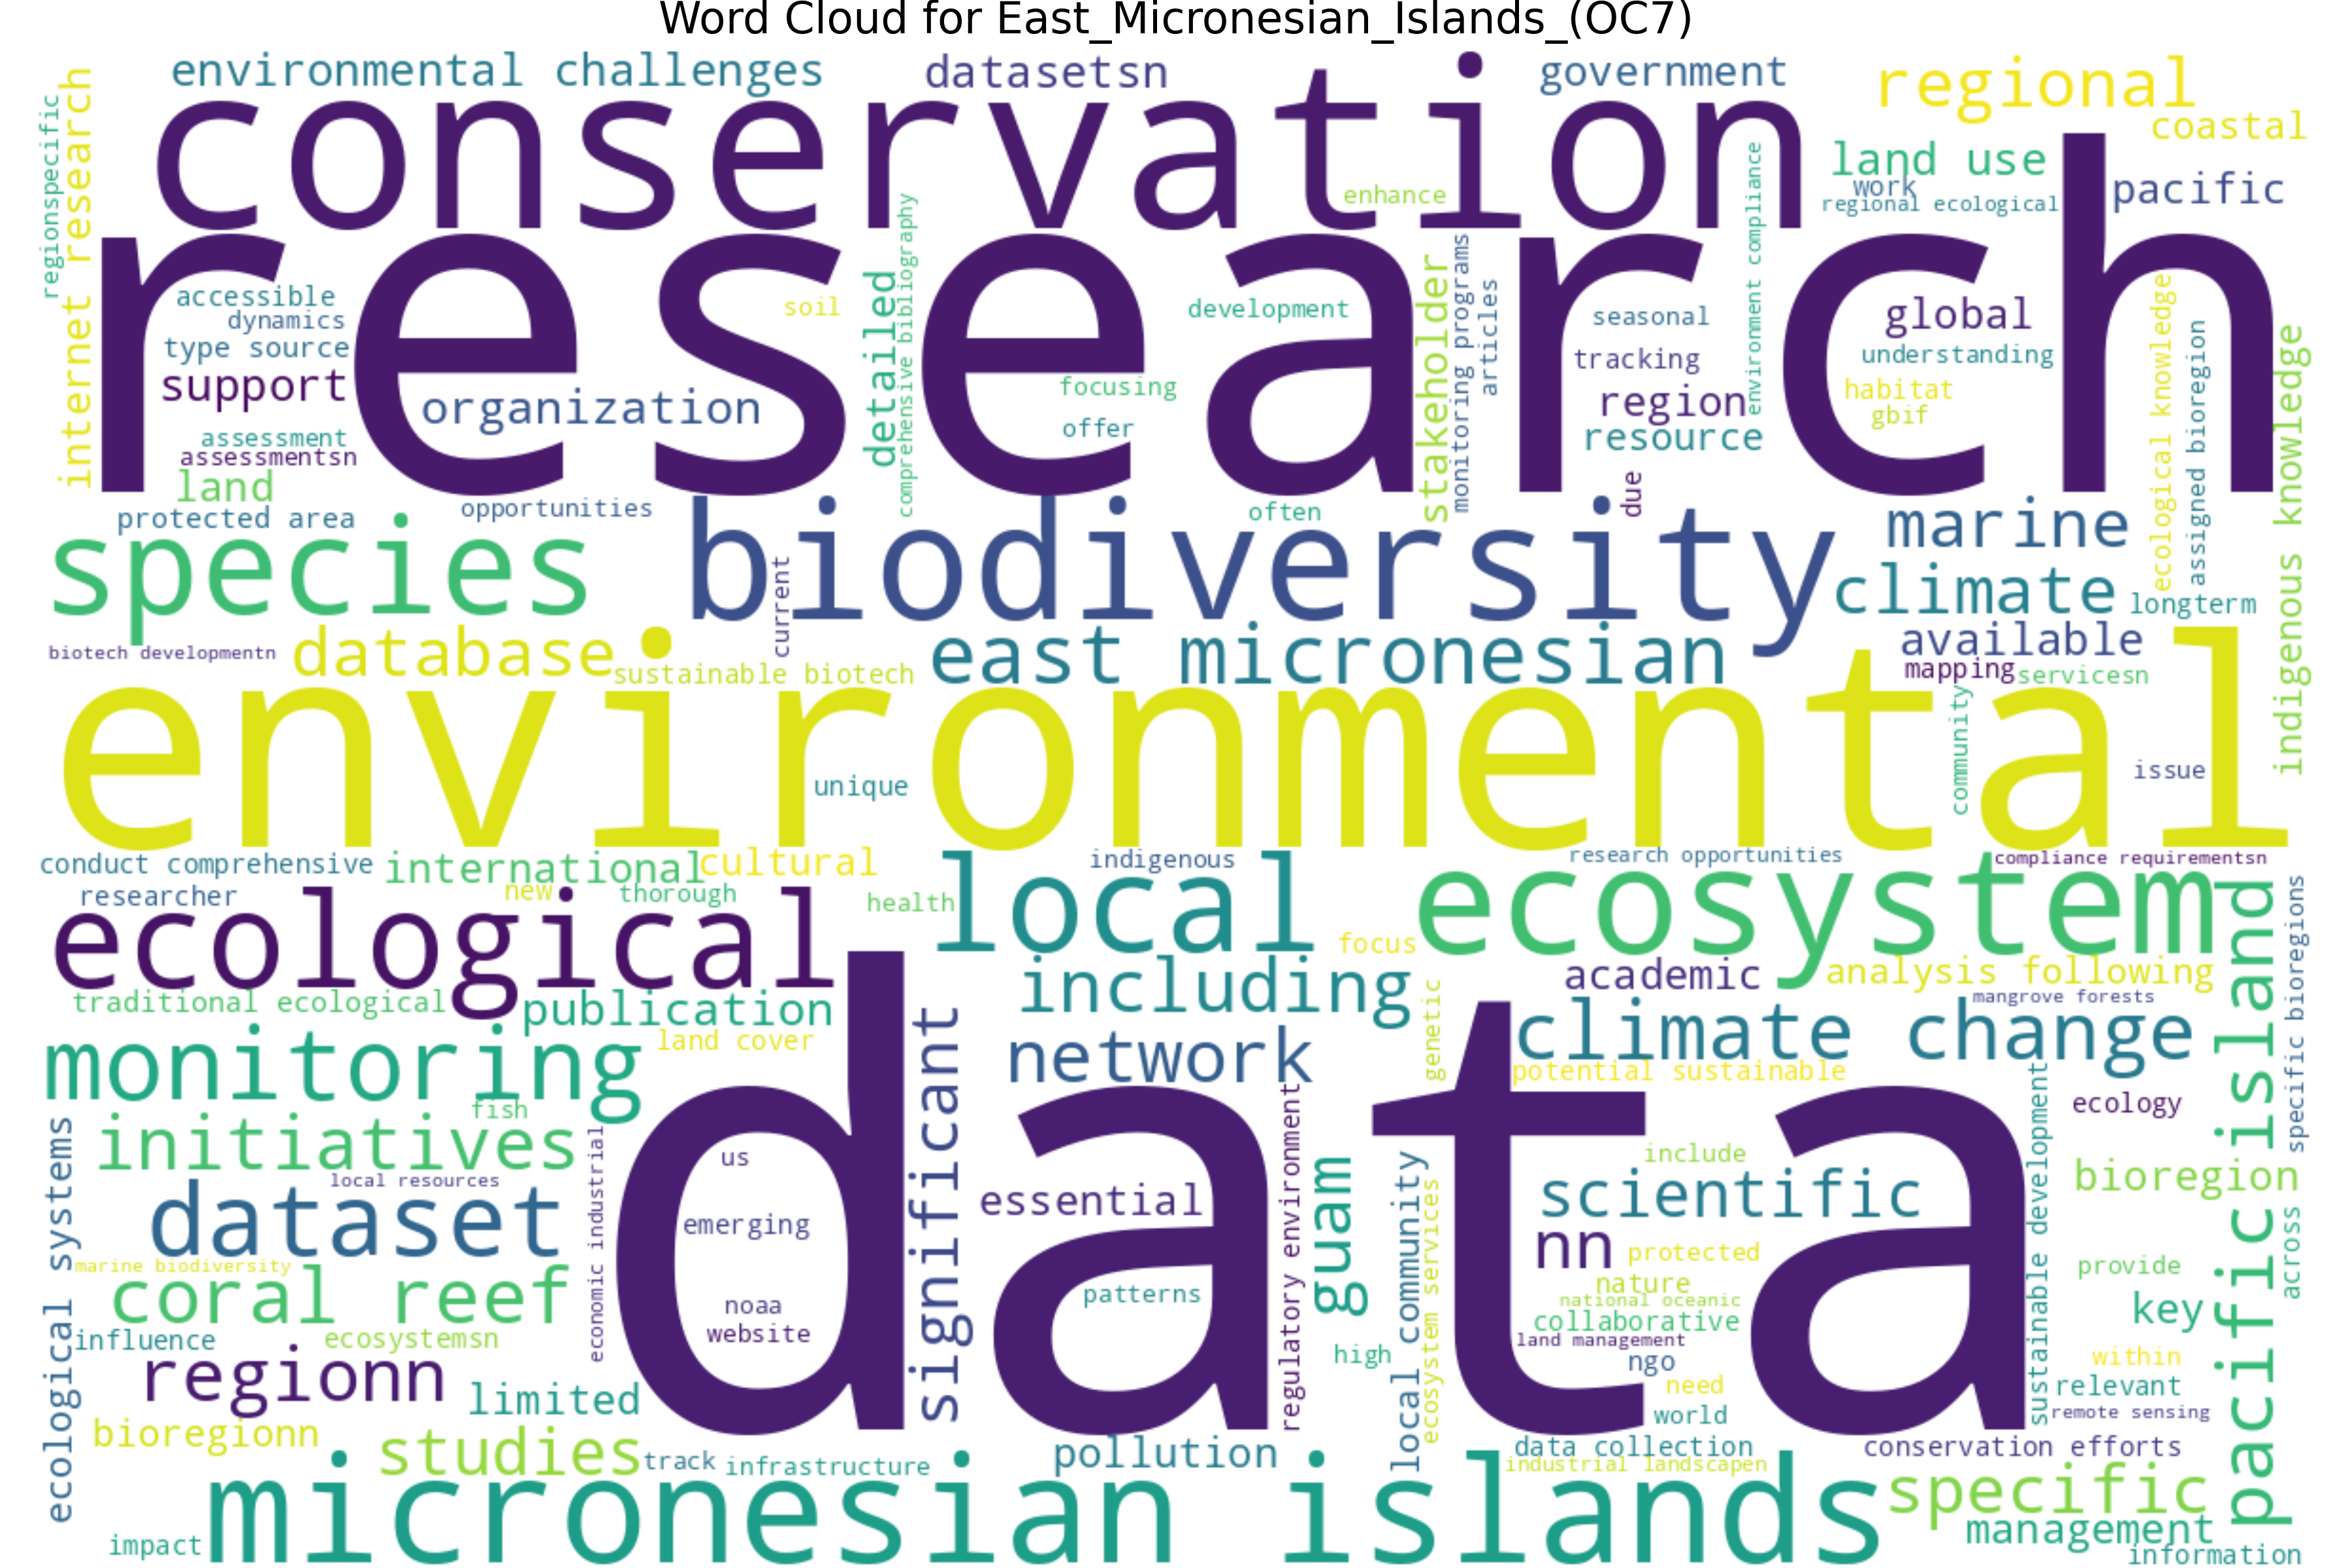 Word Cloud for East_Micronesian_Islands_(OC7)
environmental challenges
datasetsn
government
regional
coastal
conservation
land use
work
pacific
regional ecological
enhance
regionspecific
internet research
research
comprehensive bibliography
detailed
stakeholder
monitoring programs
articles
environment compliance
accessible
dynamics
type source
support
organization
soil
development
focusing
offer
seasonal
tracking
region
resource
global
understanding
habitat
gbif
ecological knowledge
assigned bioregion
indigenous knowledge
assessment
assessmentsn
land
protected area
opportunities
often
due
species
biodiversity
current
marine
climate
longterm
biotech developmentn
database
sustainable biotech
east micronesian
available
mapping
servicesn
environmental
unique
community
issue
conduct comprehensive
international
cultural
indigenous
research opportunities
compliance requirementsn
researcher
new
thorough
health
local
ecosystem
ecological
focus
academic
analysis following
traditional ecological
publication
including
mangrove forests
pacific island
specific bioregions
monitoring
land cover
network
genetic
climate change
potential sustainable
fish
initiatives
significant
data
ecology
us
include
local resources
economic industrial
dataset
emerging
essential
guam
regulatory environment
local community
ecosystem services
scientific
sustainable development
bioregion
across
nn
protected
nature
national oceanic
collaborative
land management
ngo
need
world
provide
key
within
relevant
remote sensing
ecological systems
marine biodiversity
coral reef
noaa
website
patterns
high
influence
ecosystemsn
regionn
limited
bioregionn
studies
track
infrastructure
pollution
data collection
industrial landscapen
conservation efforts
micronesian islands
specific
management
impact
information